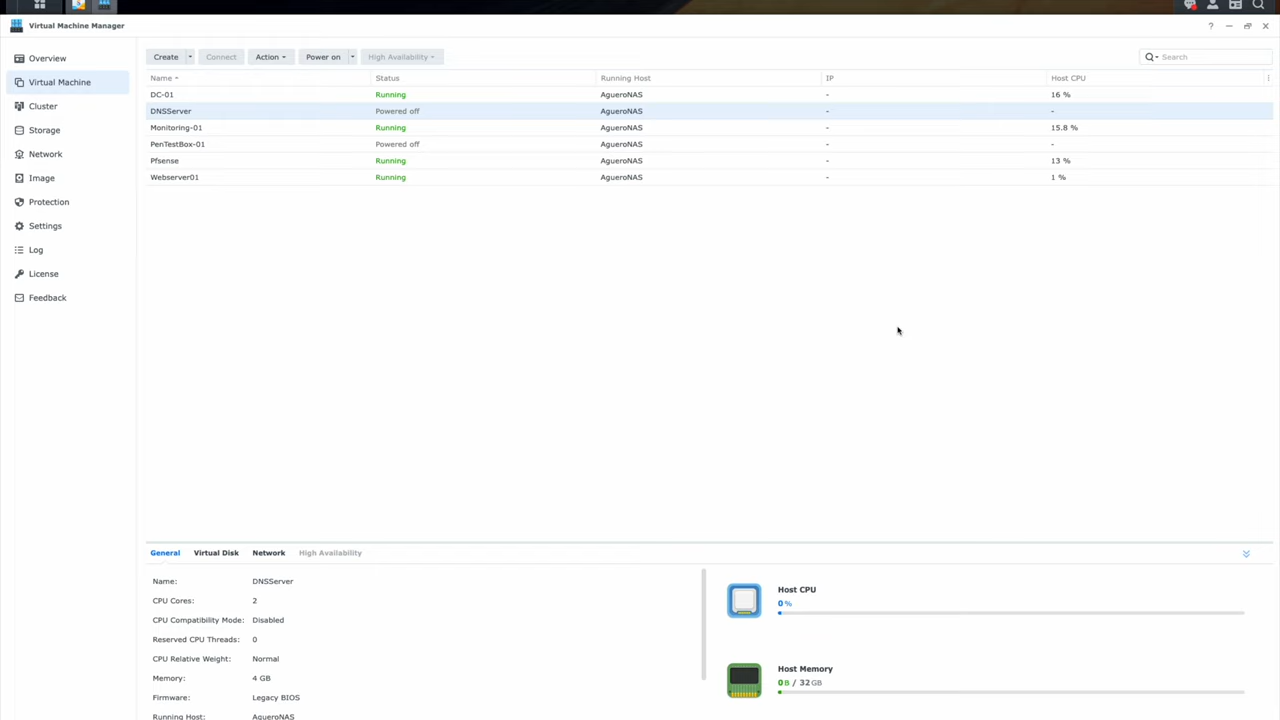 Virtual Machine Manager
?
Overview
Virtual Machine
Cluster
Storage
Network
Image
Protection
Settings
Log
License
Feedback
Create Connect Action Power on High Availability Search
Name Status Running Host IP Host CPU
DC-01 Running AgueroNAS - 16 %
DNSServer Powered off AgueroNAS - -
Monitoring-01 Running AgueroNAS - 15.8 %
PenTestBox-01 Powered off AgueroNAS - -
Pfsense Running AgueroNAS - 13 %
Webserver01 Running AgueroNAS - 1 %
General Virtual Disk Network High Availability
Name: DNSServer
CPU Cores: 2
CPU Compatibility Mode: Disabled
Reserved CPU Threads: 0
CPU Relative Weight: Normal
Memory: 4 GB
Firmware: Legacy BIOS
Running Host: AgueroNAS
Host CPU
0 %
Host Memory
0 B / 32 GB